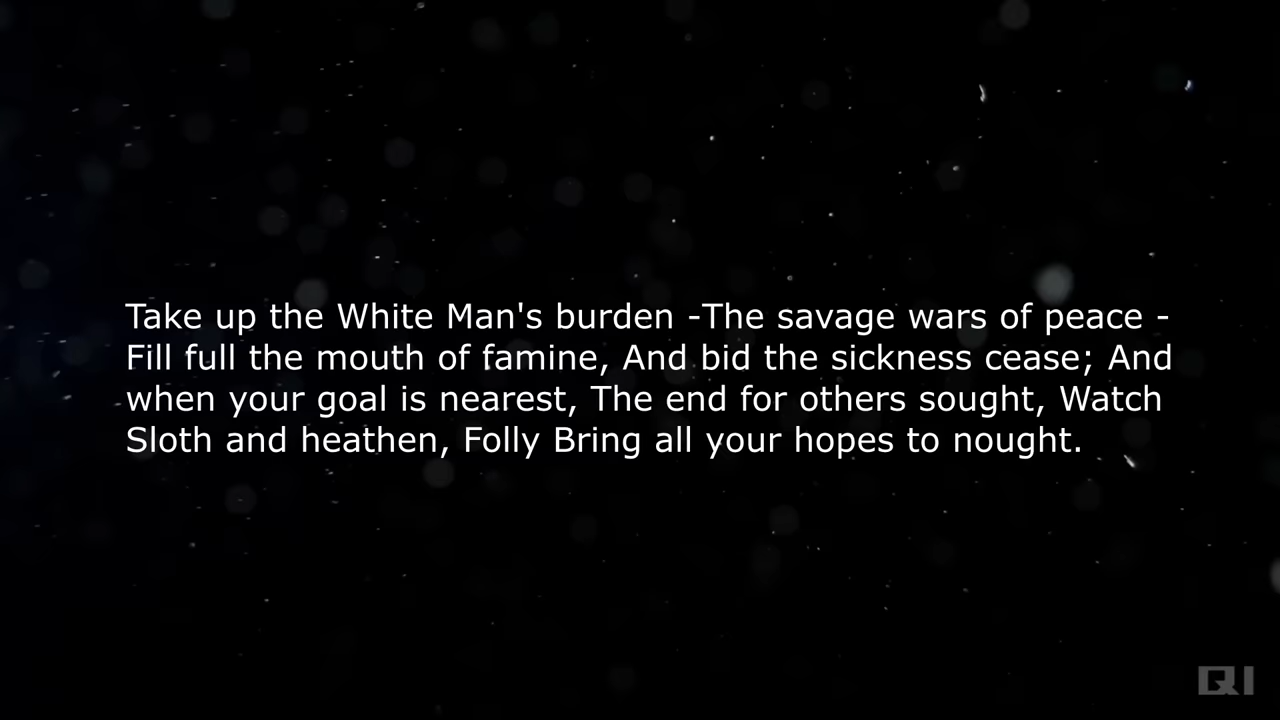 Take up the White Man's burden -The savage wars of peace -
Fill full the mouth of famine, And bid the sickness cease; And
when your goal is nearest, The end for others sought, Watch
Sloth and heathen, Folly Bring all your hopes to nought.
QI